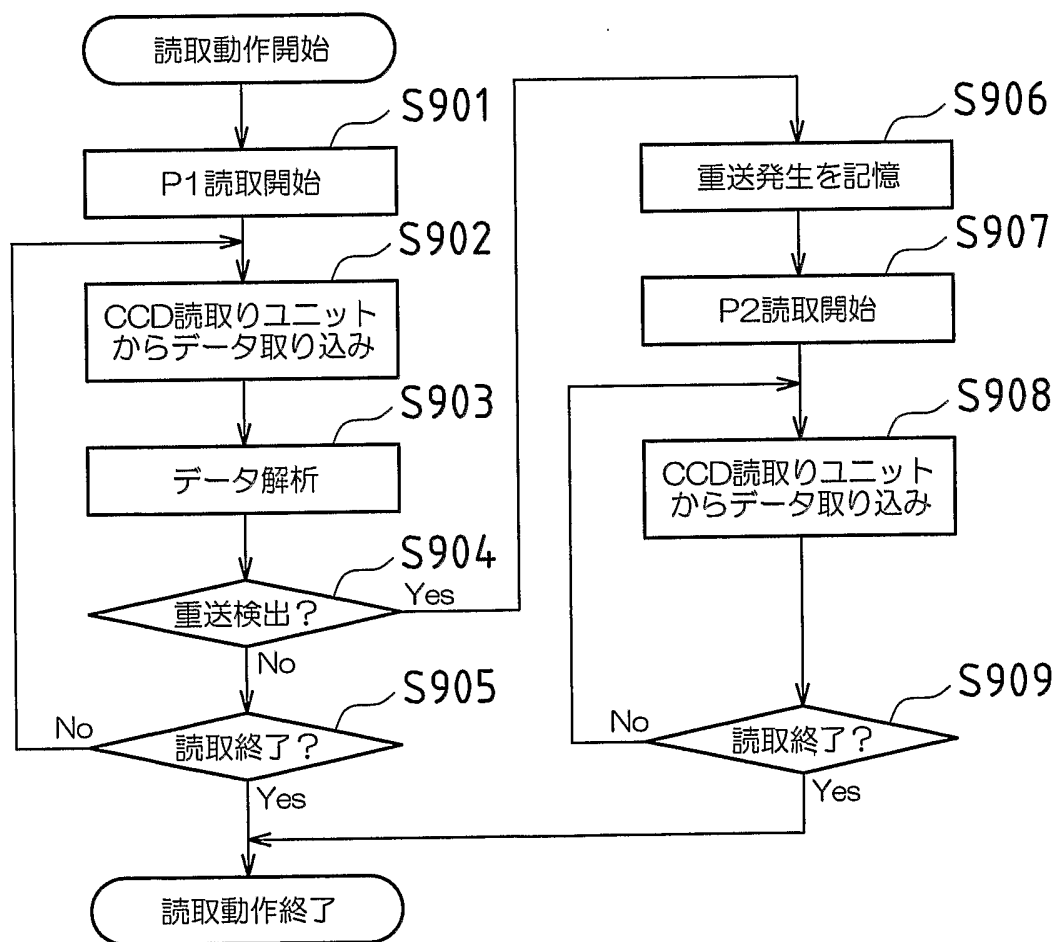 読取動作開始
S901
P1読取開始
S902
CCD読取りユニット
からデータ取り込み
S903
データ解析
S904
重送検出？
Yes
No
S905
読取終了？
No
Yes
読取動作終了
S906
重送発生を記憶
S907
P2読取開始
S908
CCD読取りユニット
からデータ取り込み
S909
読取終了？
No
Yes